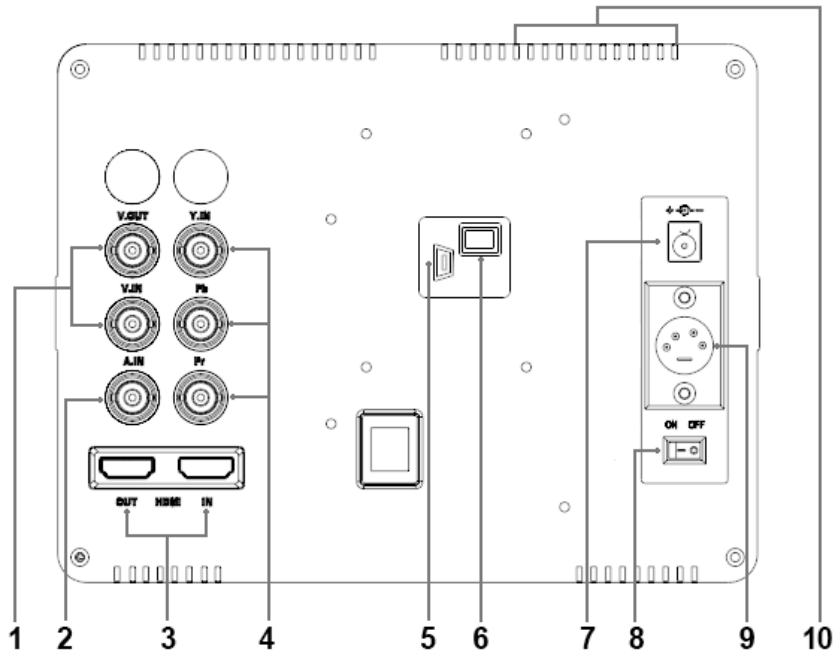 V.OUT Y.IN
V.IN Pb
A.IN Pr
OUT HDMI IN
ON OFF
1 2 3 4 5 6 7 8 9 10